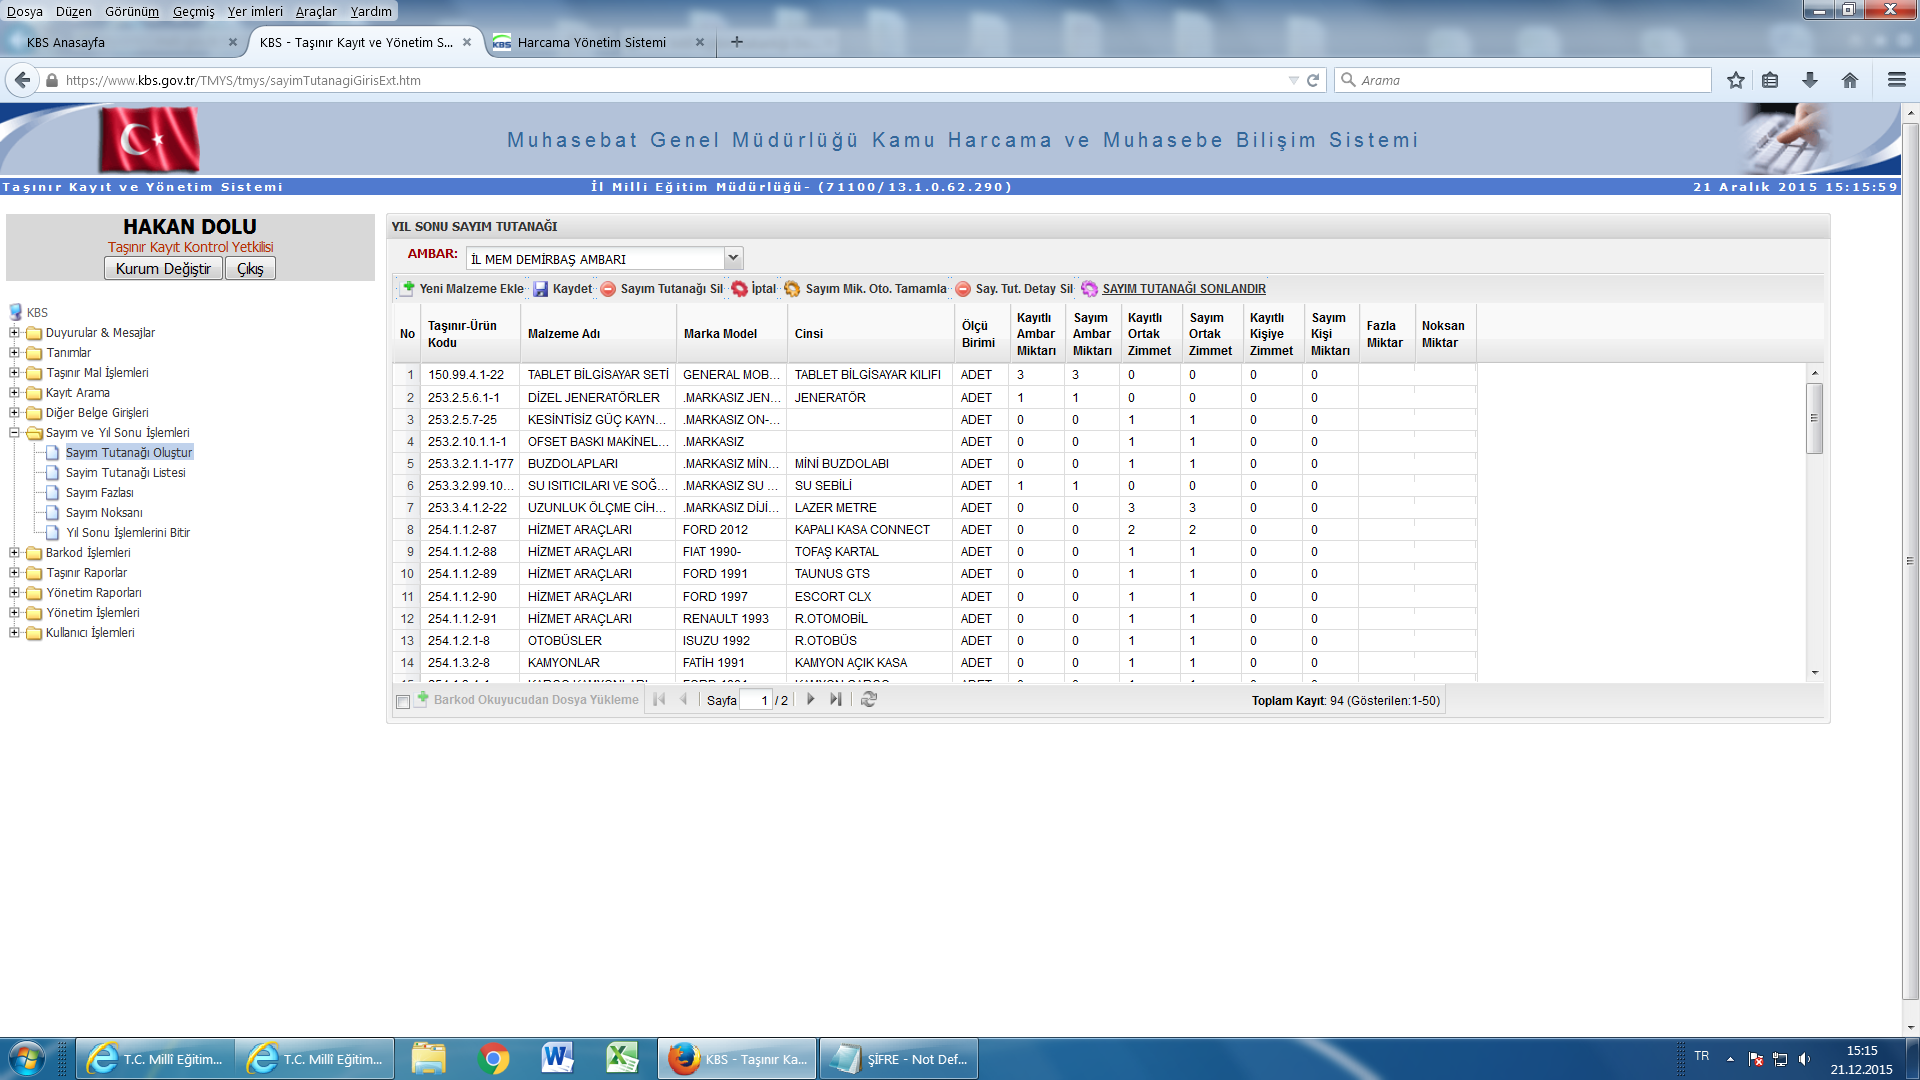 Dosya Düzen Görünüm Geçmiş Yer imleri Araçlar Yardım
KBS Anasayfa
KBS - Taşınır Kayıt ve Yönetim S...
KBS Harcama Yönetim Sistemi
https://www.kbs.gov.tr/TMYS/tmys/sayimTutanagiGirisExt.htm
Arama
Muhasebat Genel Müdürlüğü Kamu Harcama ve Muhasebe Bilişim Sistemi
Taşınır Kayıt ve Yönetim Sistemi İl Milli Eğitim Müdürlüğü- (71100/13.1.0.62.290) 21 Aralık 2015 15:15:59
HAKAN DOLU
Taşınır Kayıt Kontrol Yetkilisi
Kurum Değiştir Çıkış
KBS
Duyurular & Mesajlar
Tanımlar
Taşınır Mal İşlemleri
Kayıt Arama
Diğer Belge Girişleri
Sayım ve Yıl Sonu İşlemleri
Sayım Tutanağı Oluştur
Sayim Tutanağı Listesi
Sayım Fazlası
Sayım Noksanı
Yıl Sonu İşlemlerini Bitir
Barkod İşlemleri
Taşınır Raporlar
Yönetim Raporları
Yönetim İşlemleri
Kullanıcı İşlemleri
YIL SONU SAYIM TUTANAĞI
AMBAR: İL MEM DEMİRBAŞ AMBARI
Yeni Malzeme Ekle Kaydet Sayım Tutanağı Sil İptal Sayım Mik. Oto. Tamamla Say. Tut. Detay Sil SAYIM TUTANAĞI SONLANDIR
No Taşınır-Ürün Kodu Malzeme Adı Marka Model Cinsi Ölçü Birimi Kayıtlı Ambar Miktarı Sayım Ambar Miktarı Kayıtlı Ortak Zimmet Sayım Ortak Zimmet Kayıtlı Kişiye Zimmet Sayım Kişi Miktarı Fazla Miktar Noksan Miktar
1 150.99.4.1-22 TABLET BİLGİSAYAR SETİ GENERAL MOB... TABLET BİLGİSAYAR KILIFI ADET 3 3 0 0 0 0
2 253.2.5.6.1-1 DİZEL JENERATÖRLER .MARKASIZ JEN... JENERATÖR ADET 1 1 0 0 0 0
3 253.2.5.7-25 KESİNTİSİZ GÜÇ KAYN... .MARKASIZ ON-... ADET 0 0 1 1 0 0
4 253.2.10.1.1-1 OFSET BASKI MAKİNEL... .MARKASIZ ADET 0 0 1 1 0 0
5 253.3.2.1.1-177 BUZDOLAPLARI .MARKASIZ MİN... MİNİ BUZDOLABI ADET 0 0 1 1 0 0
6 253.3.2.99.10... SU ISITICILARI VE SOĞ... .MARKASIZ SU ... SU SEBİLİ ADET 1 1 0 0 0 0
7 253.3.4.1.2-22 UZUNLUK ÖLÇME CİH... .MARKASIZ DİJİ... LAZER METRE ADET 0 0 3 3 0 0
8 254.1.1.2-87 HİZMET ARAÇLARI FORD 2012 KAPALI KASA CONNECT ADET 0 0 2 2 0 0
9 254.1.1.2-88 HİZMET ARAÇLARI FIAT 1990- TOFAŞ KARTAL ADET 0 0 1 1 0 0
10 254.1.1.2-89 HİZMET ARAÇLARI FORD 1991 TAUNUS GTS ADET 0 0 1 1 0 0
11 254.1.1.2-90 HİZMET ARAÇLARI FORD 1997 ESCORT CLX ADET 0 0 1 1 0 0
12 254.1.1.2-91 HİZMET ARAÇLARI RENAULT 1993 R.OTOMOBİL ADET 0 0 1 1 0 0
13 254.1.2.1-8 OTOBÜSLER ISUZU 1992 R.OTOBÜS ADET 0 0 1 1 0 0
14 254.1.3.2-8 KAMYONLAR FATİH 1991 KAMYON AÇIK KASA ADET 0 0 1 1 0 0
Barkod Okuyucudan Dosya Yükleme Sayfa 1 / 2 Toplam Kayıt: 94 (Gösterilen:1-50)
T.C. Millî Eğitim... T.C. Millî Eğitim... KBS - Taşınır Ka... ŞİFRE - Not Def... TR 15:15
21.12.2015